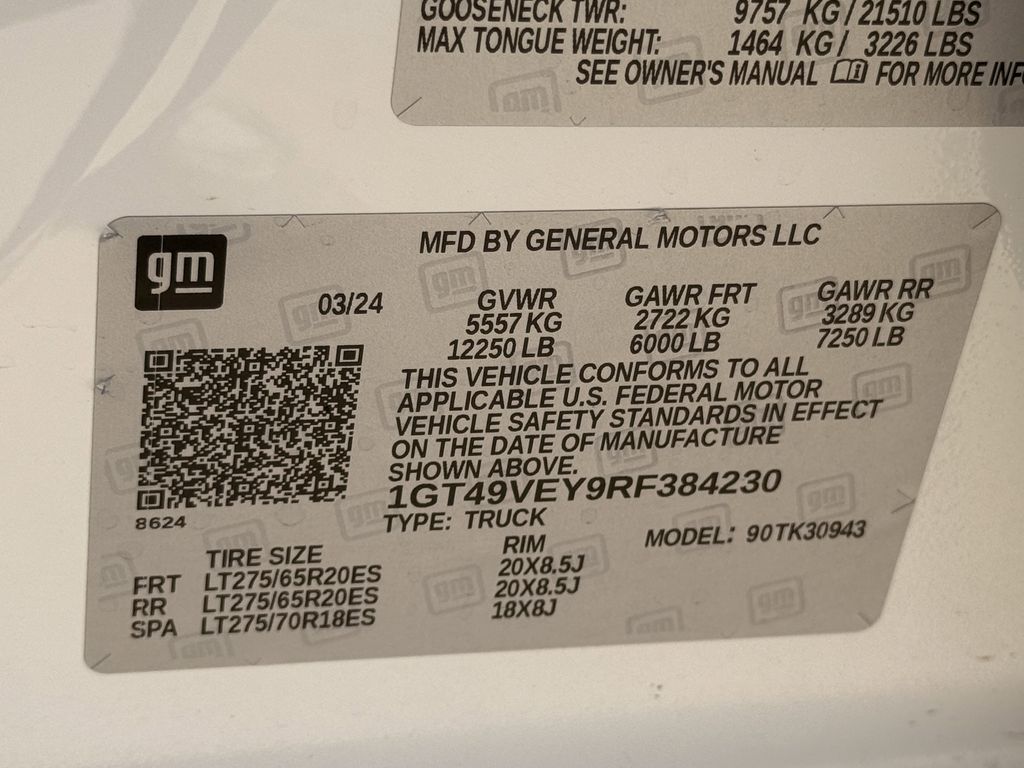 GOOSENECK TWR: 9757 KG / 21510 LBS
MAX TONGUE WEIGHT: 1464 KG / 3226 LBS
SEE OWNER'S MANUAL FOR MORE INF
gm
MFD BY GENERAL MOTORS LLC
03/24 GVWR GAWR FRT GAWR RR
5557 KG 2722 KG 3289 KG
12250 LB 6000 LB 7250 LB
THIS VEHICLE CONFORMS TO ALL
APPLICABLE U.S. FEDERAL MOTOR
VEHICLE SAFETY STANDARDS IN EFFECT
ON THE DATE OF MANUFACTURE
SHOWN ABOVE.
1GT49VEY9RF384230
8624
TYPE: TRUCK MODEL: 90TK30943
TIRE SIZE RIM
FRT LT275/65R20ES 20X8.5J
RR LT275/65R20ES 20X8.5J
SPA LT275/70R18ES 18X8J